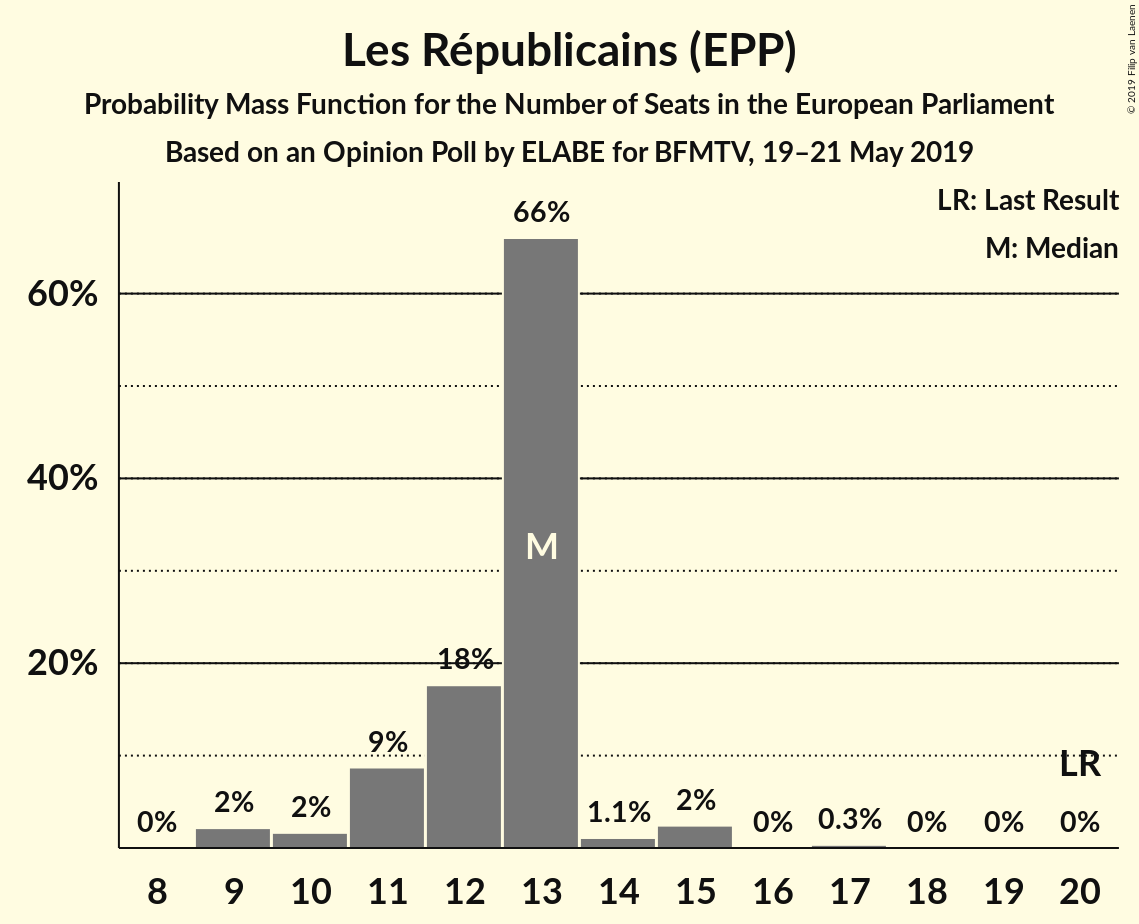 Les Républicains (EPP)
Probability Mass Function for the Number of Seats in the European Parliament
Based on an Opinion Poll by ELABE for BFMTV, 19–21 May 2019
© 2019 Filip van Laenen
LR: Last Result
M: Median
60%
40%
20%
0%
2%
2%
9%
18%
66%
M
1.1%
2%
0%
0.3%
0%
0%
0%
LR
8 9 10 11 12 13 14 15 16 17 18 19 20